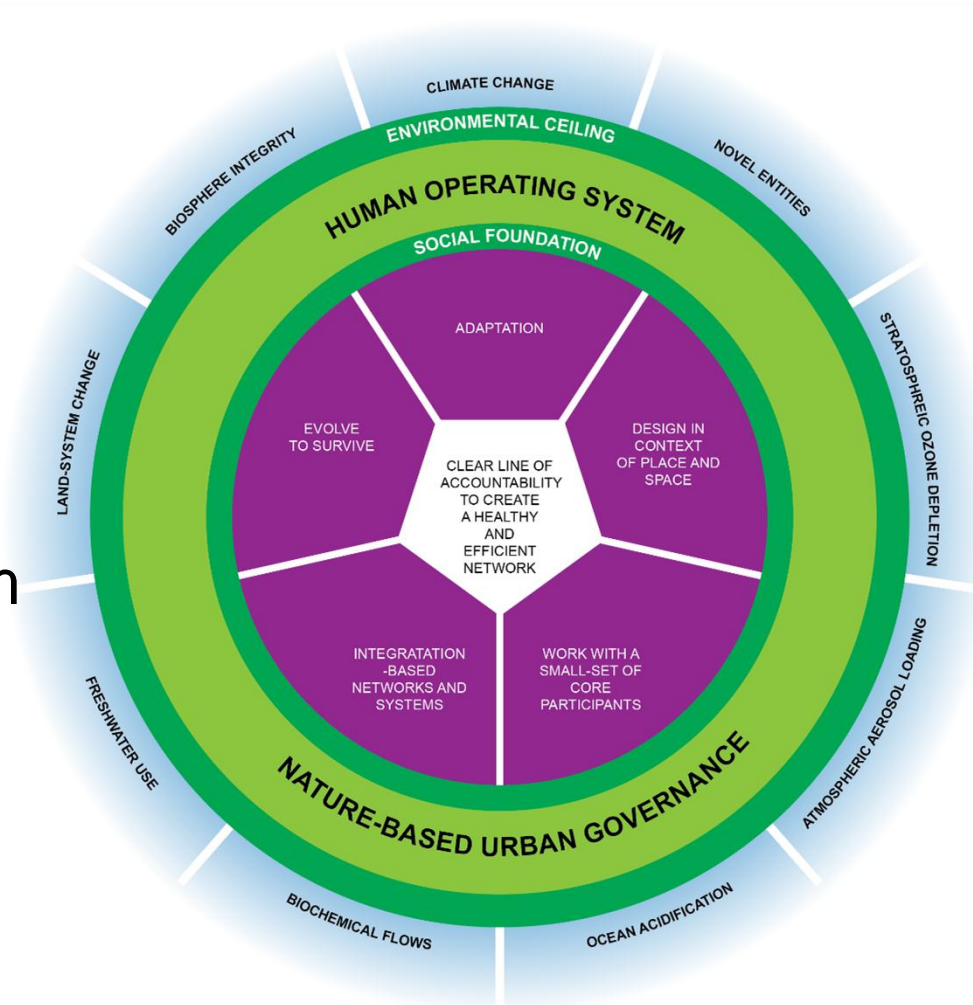 CLIMATE CHANGE
NOVEL ENTITIES
STRATOSPHREIC OZONE DEPLETION
ATMOSPHERIC AEROSOL LOADING
OCEAN ACIDIFICATION
BIOCHEMICAL FLOWS
FRESHWATER USE
LAND-SYSTEM CHANGE
BIOSPHERE INTEGRITY
ENVIRONMENTAL CEILING
HUMAN OPERATING SYSTEM
SOCIAL FOUNDATION
ADAPTATION
DESIGN IN
CONTEXT
OF PLACE AND
SPACE
WORK WITH A
SMALL-SET OF
CORE
PARTICIPANTS
INTEGRATATION
-BASED
NETWORKS AND
SYSTEMS
EVOLVE
TO SURVIVE
CLEAR LINE OF
ACCOUNTABILITY
TO CREATE
A HEALTHY
AND
EFFICIENT
NETWORK
NATURE-BASED URBAN GOVERNANCE